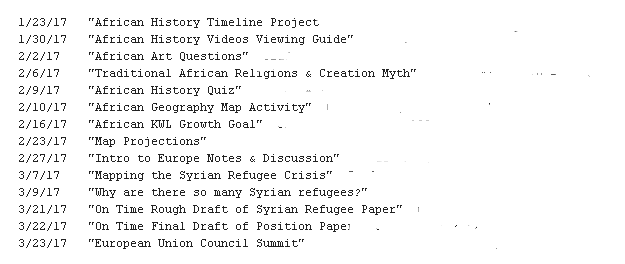 1/23/17 "African History Timeline Project
1/30/17 "African History Videos Viewing Guide"
2/2/17 "African Art Questions"
2/6/17 "Traditional African Religions & Creation Myth"
2/9/17 "African History Quiz"
2/10/17 "African Geography Map Activity"
2/16/17 "African KWL Growth Goal"
2/23/17 "Map Projections"
2/27/17 "Intro to Europe Notes & Discussion"
3/7/17 "Mapping the Syrian Refugee Crisis"
3/9/17 "Why are there so many Syrian refugees?"
3/21/17 "On Time Rough Draft of Syrian Refugee Paper"
3/22/17 "On Time Final Draft of Position Paper
3/23/17 "European Union Council Summit"